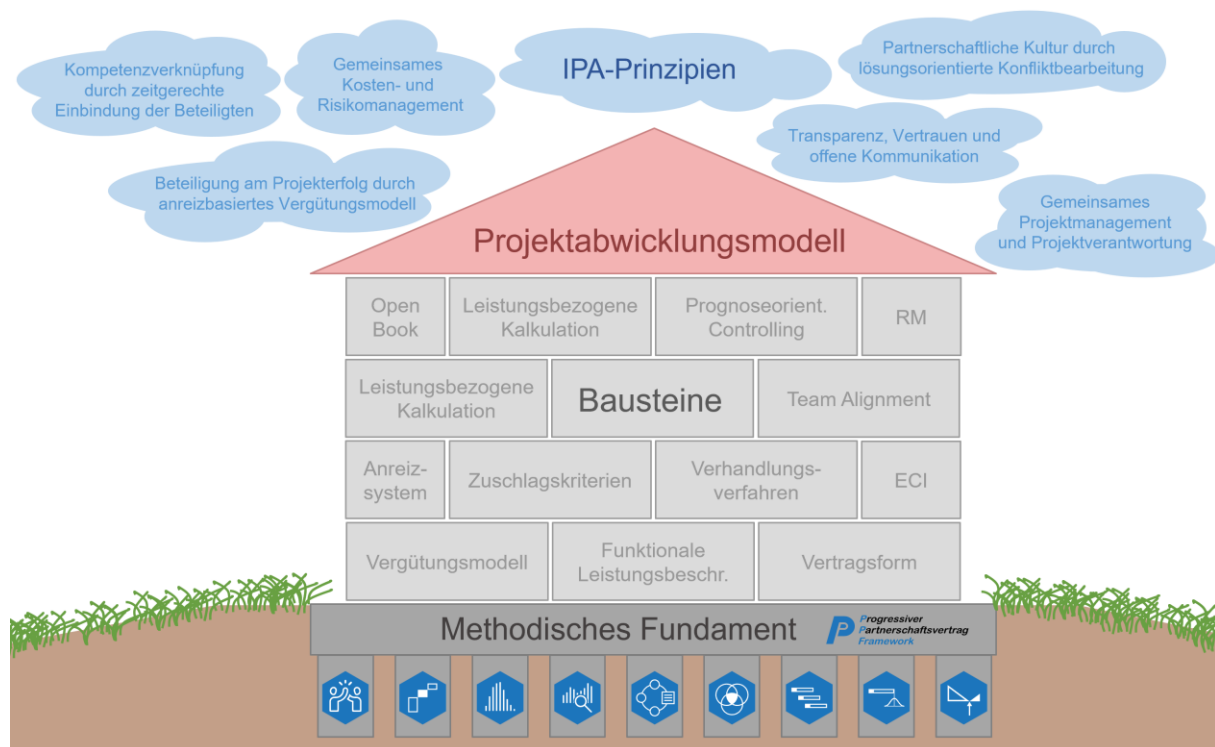 Kompetenzverknüpfung
durch zeitgerechte
Einbindung der Beteiligten
Gemeinsames
Kosten- und
Risikomanagement
IPA-Prinzipien
Partnerschaftliche Kultur durch
lösungsorientierte Konfliktbearbeitung
Beteiligung am Projekterfolg durch
anreizbasiertes Vergütungsmodell
Transparenz, Vertrauen und
offene Kommunikation
Gemeinsames
Projektmanagement
und Projektverantwortung
Projektabwicklungsmodell
Open
Book
Leistungsbezogene
Kalkulation
Prognoseorient.
Controlling
RM
Leistungsbezogene
Kalkulation
Bausteine
Team Alignment
Anreiz-
system
Zuschlagskriterien
Verhandlungs-
verfahren
ECI
Vergütungsmodell
Funktionale
Leistungsbeschr.
Vertragsform
Methodisches Fundament
P
Progressiver
Partnerschaftsvertrag
Framework